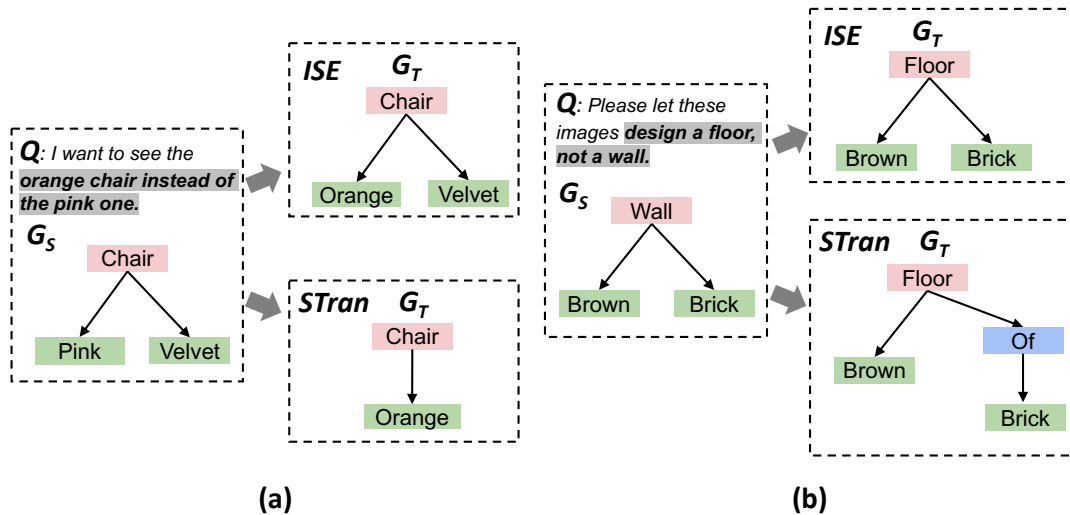 Q: I want to see the
orange chair instead of
the pink one.
G_S
Chair
Pink Velvet
ISE G_T
Chair
Orange Velvet
STran G_T
Chair
Orange
(a)
Q: Please let these
images design a floor,
not a wall.
G_S
Wall
Brown Brick
ISE G_T
Floor
Brown Brick
STran G_T
Floor
Of
Brown
Brick
(b)